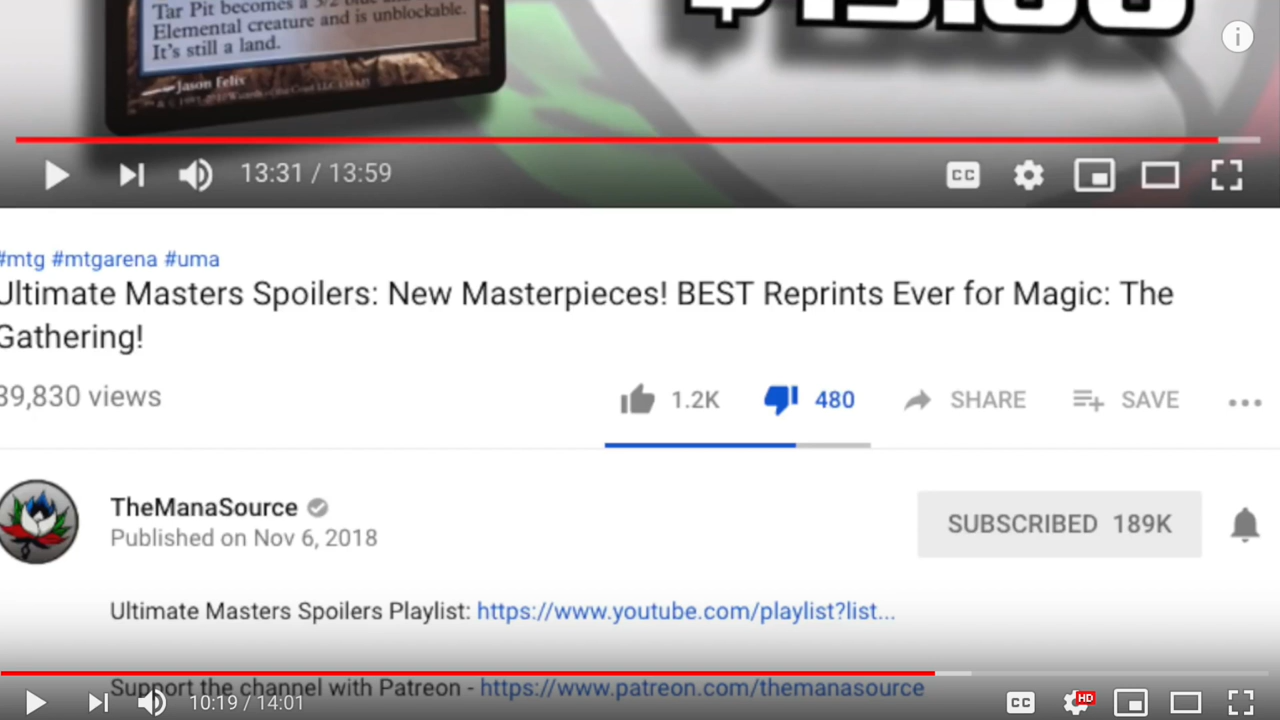 Tar Pit becomes a 3/2 blue and
Elemental creature and is unblockable.
It's still a land.
Jason Felix
13:31 / 13:59
CC
#mtg #mtgarena #uma
Ultimate Masters Spoilers: New Masterpieces! BEST Reprints Ever for Magic: The
Gathering!
39,830 views
1.2K
480
SHARE
SAVE
TheManaSource
SUBSCRIBED 189K
Published on Nov 6, 2018
Ultimate Masters Spoilers Playlist: https://www.youtube.com/playlist?list...
Support the channel with Patreon - https://www.patreon.com/themanasource
10:19 / 14:01
CC
HD